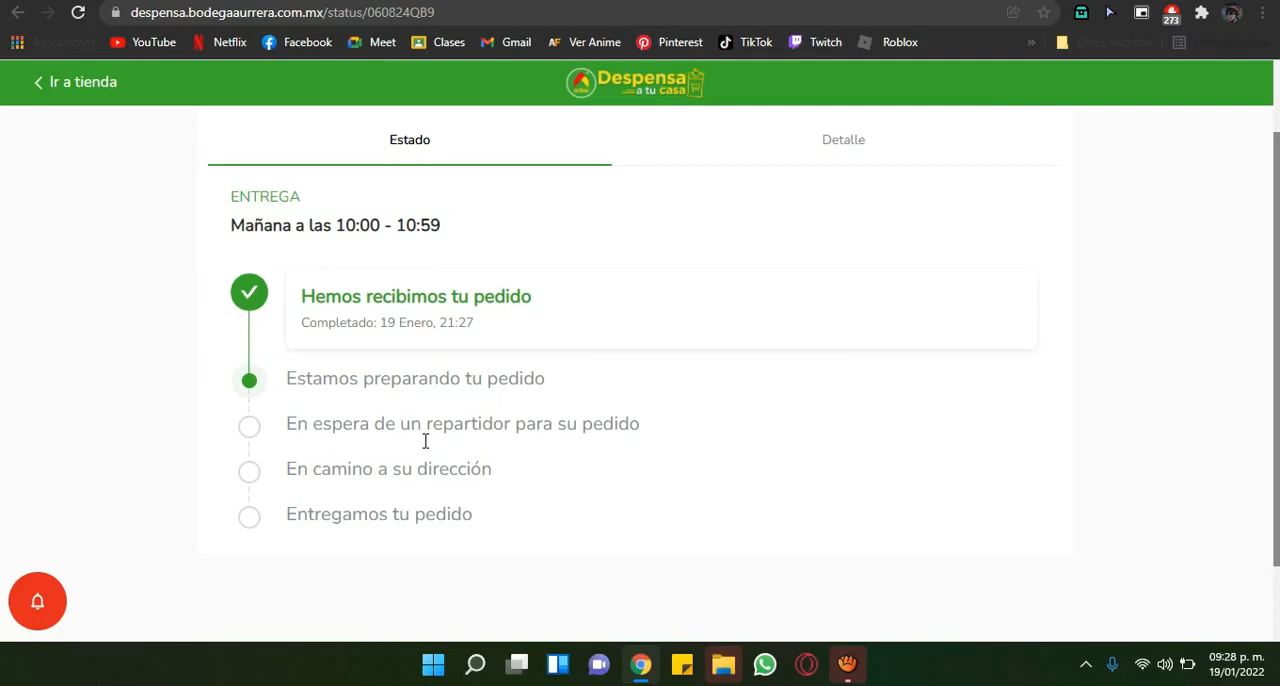 despensa.bodegaaurrera.com.mx/status/060824QB9
273
Aplicaciones YouTube Netflix Facebook Meet Clases Gmail AF Ver Anime Pinterest TikTok Twitch Roblox » Otros favoritos
Ir a tienda
Despensa
a tu casa
Estado Detalle
ENTREGA
Mañana a las 10:00 - 10:59
Hemos recibimos tu pedido
Completado: 19 Enero, 21:27
Estamos preparando tu pedido
En espera de un repartidor para su pedido
En camino a su dirección
Entregamos tu pedido
09:28 p. m.
19/01/2022